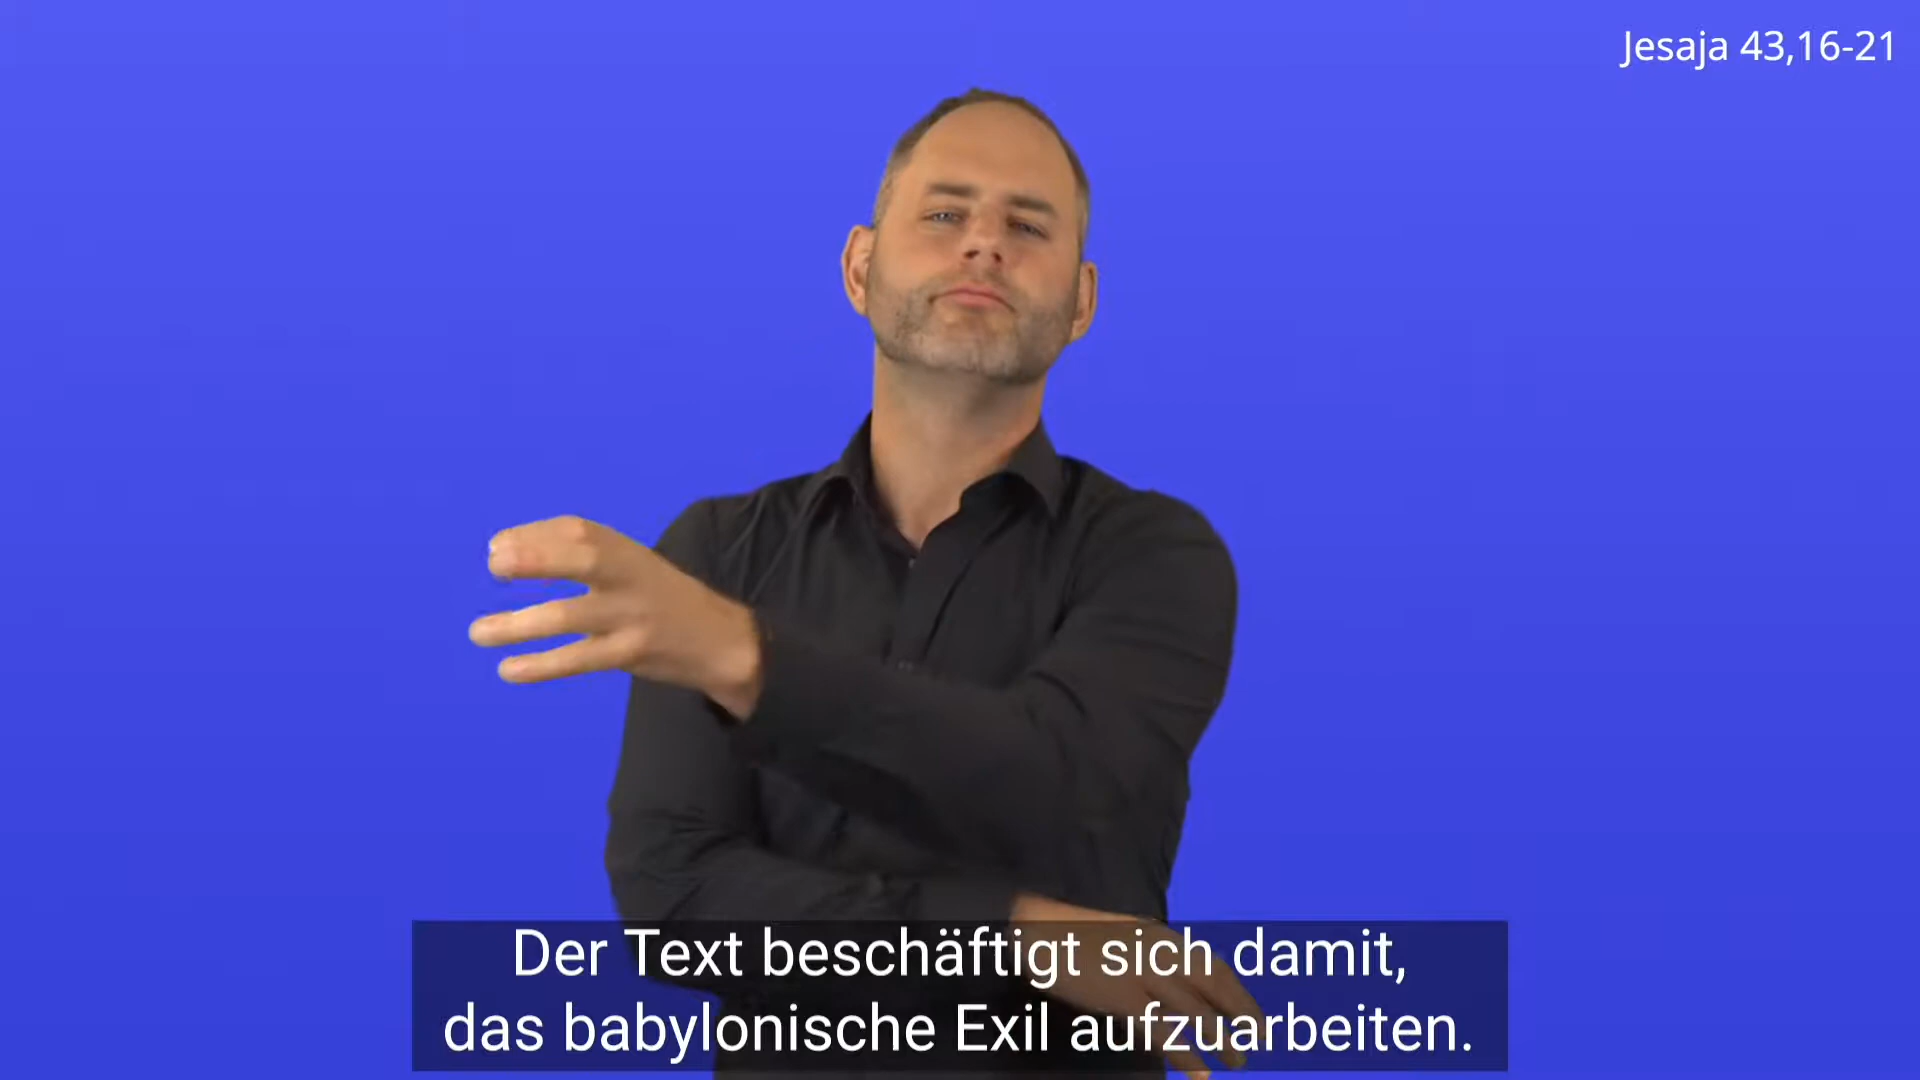 Jesaja 43,16-21
Der Text beschäftigt sich damit,
das babylonische Exil aufzuarbeiten.